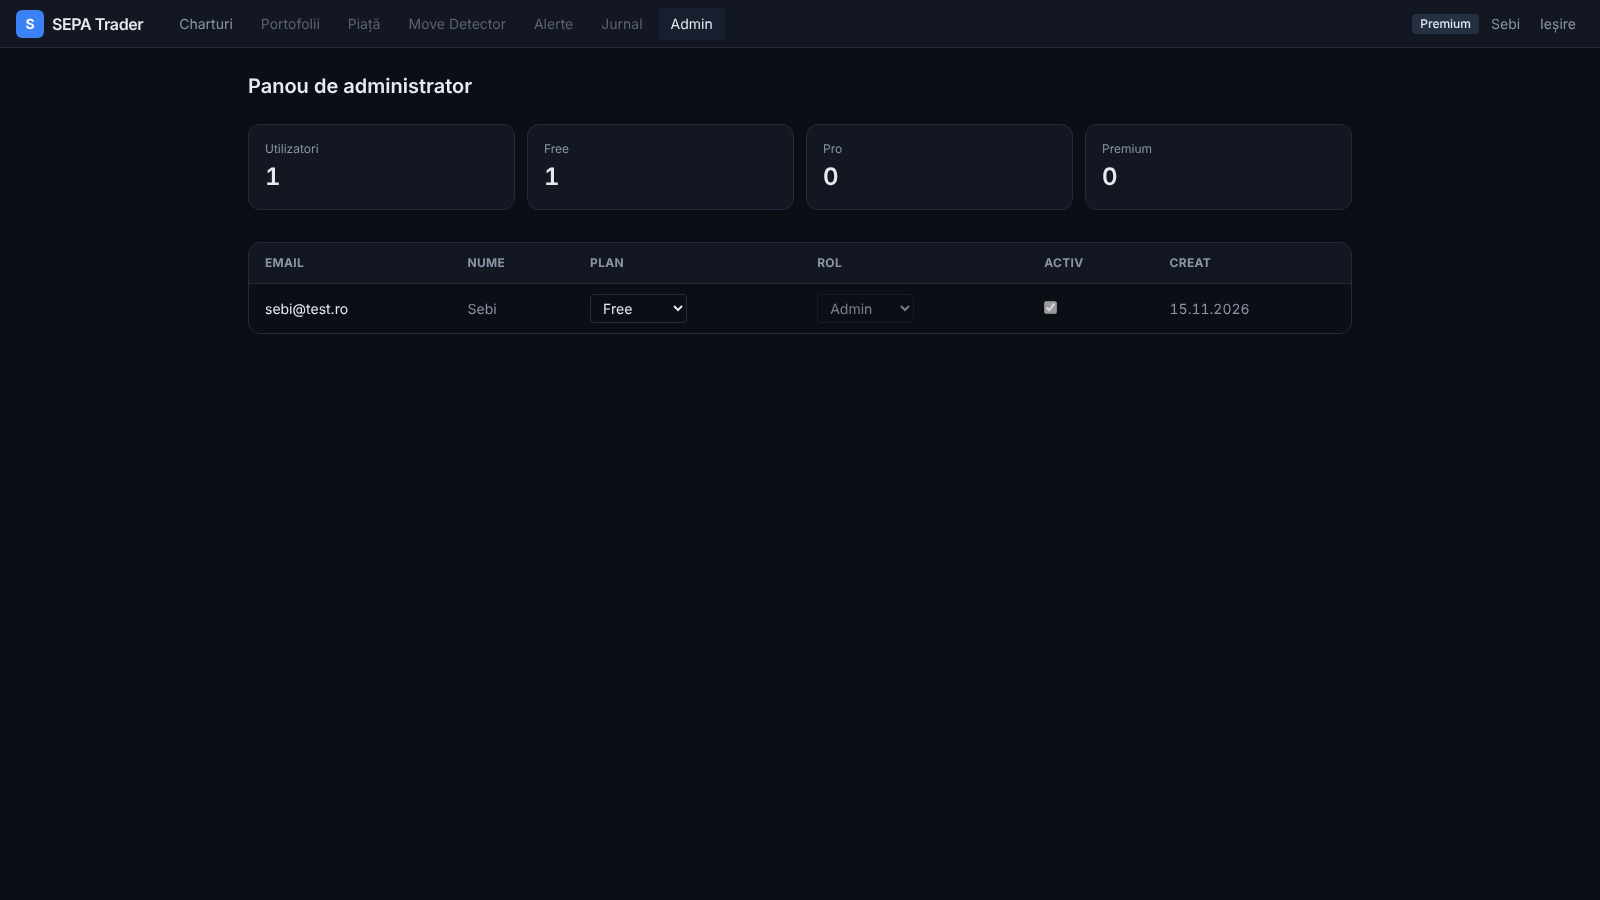 S SEPA Trader Charturi Portofolii Piață Move Detector Alerte Jurnal Admin Premium Sebi Ieșire
Panou de administrator
Utilizatori Free Pro Premium
1 1 0 0
EMAIL NUME PLAN ROL ACTIV CREAT
sebi@test.ro Sebi Free Admin 15.11.2026